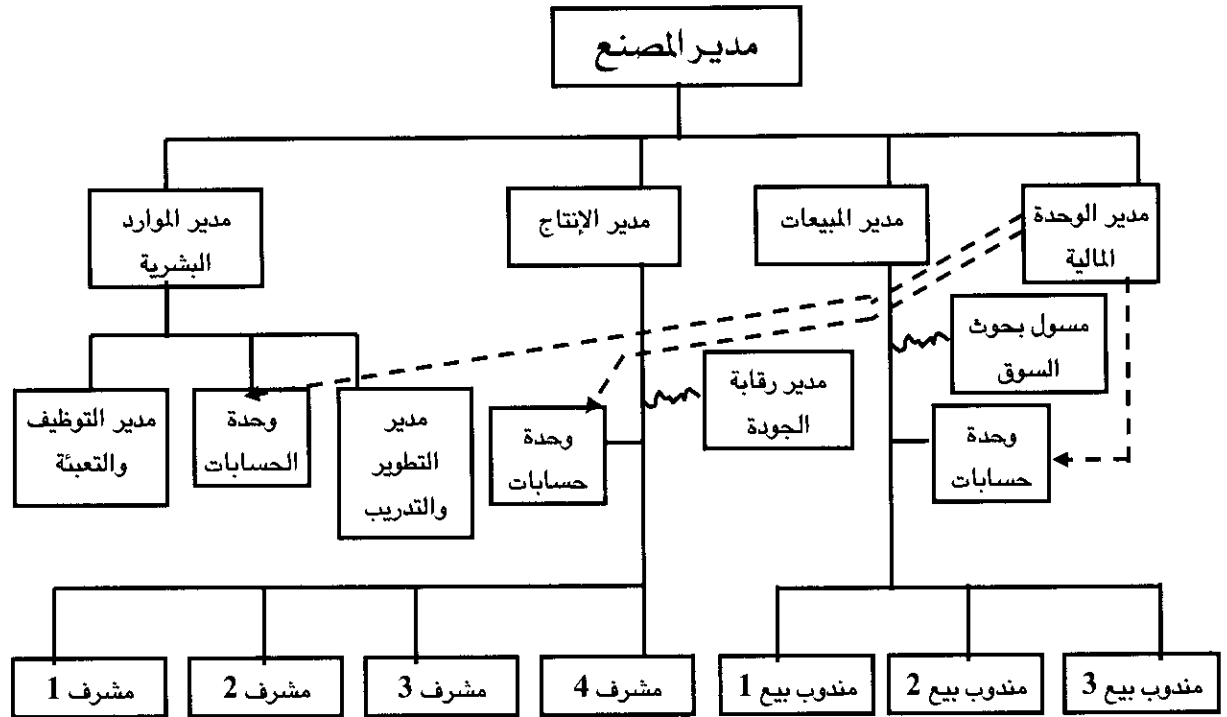 مدير المصنع
مدير الوحدة
المالية
مدير المبيعات
مدير الإنتاج
مدير الموارد
البشرية
مسول بحوث
السوق
مدير رقابة
الجودة
وحدة
حسابات
وحدة
حسابات
مدير
التطوير
والتدريب
وحدة
الحسابات
مدير التوظيف
والتعبئة
مندوب بيع 3
مندوب بيع 2
مندوب بيع 1
مشرف 4
مشرف 3
مشرف 2
مشرف 1